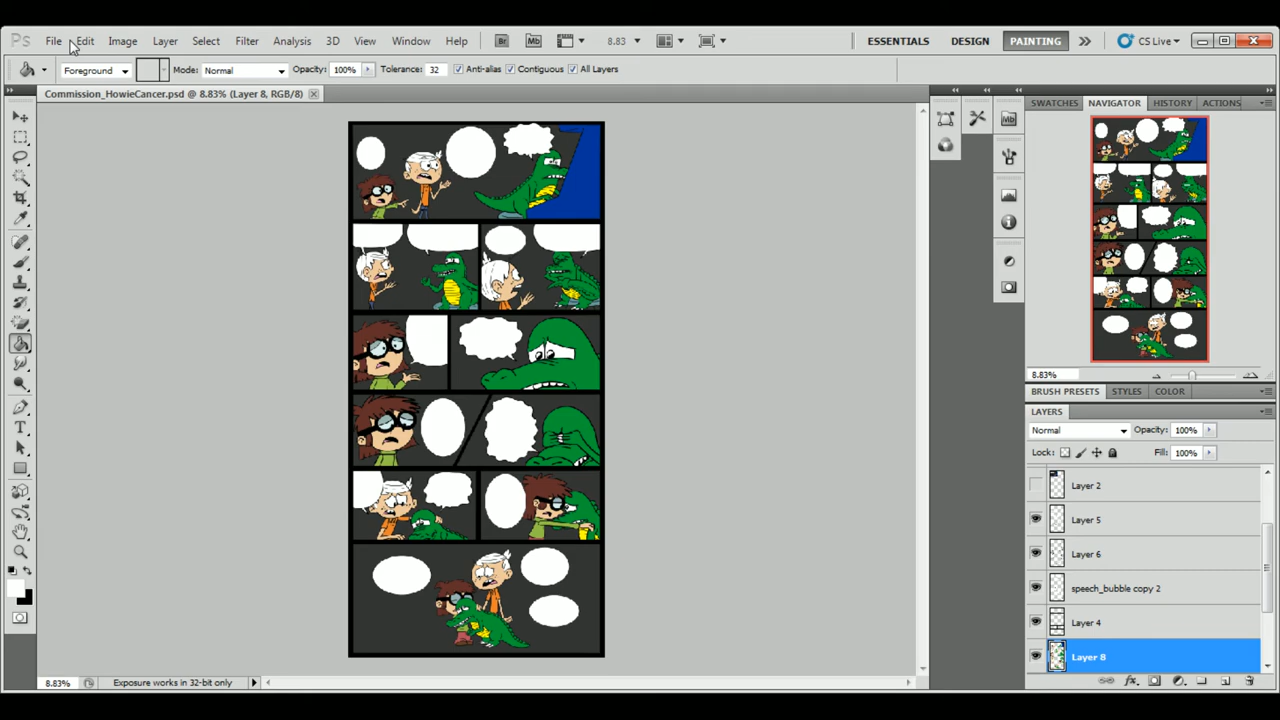 Ps File Edit Image Layer Select Filter Analysis 3D View Window Help Br Mb 8.83 ESSENTIALS DESIGN PAINTING CS Live
Foreground Mode: Normal Opacity: 100% Tolerance: 32 Anti-alias Contiguous All Layers
Commission_HowieCancer.psd @ 8.83% (Layer 8, RGB/8)
SWATCHES NAVIGATOR HISTORY ACTIONS
Mb
8.83%
BRUSH PRESETS STYLES COLOR
LAYERS
Normal Opacity: 100%
Lock: Fill: 100%
Layer 2
Layer 5
Layer 6
speech_bubble copy 2
Layer 4
Layer 8
8.83% Exposure works in 32-bit only